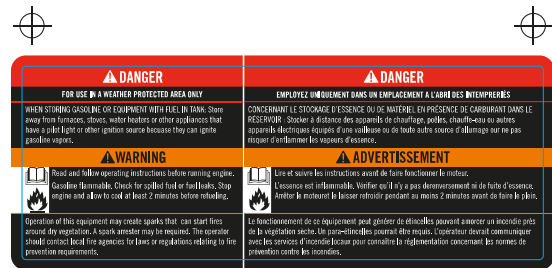 DANGER
FOR USE IN A WEATHER PROTECTED AREA ONLY
WHEN STORING GASOLINE OR EQUIPMENT WITH FUEL IN TANK: Store
away from furnaces, stoves, water heaters or other appliances that
have a pilot light or other ignition source becuase they can ignite
gasoline vapors.
WARNING
Read and follow operating instructions before running engine.
Gasoline flammable. Check for spilled fuel or fuel leaks. Stop
engine and allow to cool at least 2 minutes before refueling.
Operation of this equipment may create sparks that can start fires
around dry vegetation. A spark arrester may be required. The operator
should contact local fire agencies for laws or regulations relating to fire
prevention requirements.
DANGER
EMPLOYEZ UNIQUEMENT DANS UN EMPLACEMENT A L'ABRI DES INTEMPRERIÉS
CONCERNANT LE STOCKAGE D'ESSENCE OU DE MATÉRIEL EN PRÉSENCE DE CARBURANT DANS LE
RÉSERVOIR : Stocker à distance des appareils de chauffage, poêles, chauffe-eau ou autres
appareils électriques équipés d'une vailleuse ou de toute autre source d'allumage sur ne pas
risquer d'enflammer les vapeurs d'essence.
ADVERTISSEMENT
Lire et suivre les instructions avant de faire fonctionner le moteur.
L'essence est inflammable. Vérifier qu'il n'y a pas derenversement ni de fuite d'essence.
Arrêter le moteuret le laisser refroidir pendant au moins 2 minutes avant de faire le plein.
Le fonctionnement de ce équipement peut générer de étincelles pouvant amorcer un incendie près
de la végétation sèche. Un para-étincelles pourrait être requis. L'opérateur devrait communiquer
avec les services d'incendie locaux pour connaître la réglementation concernant les normes de
prévention contre les incendies.